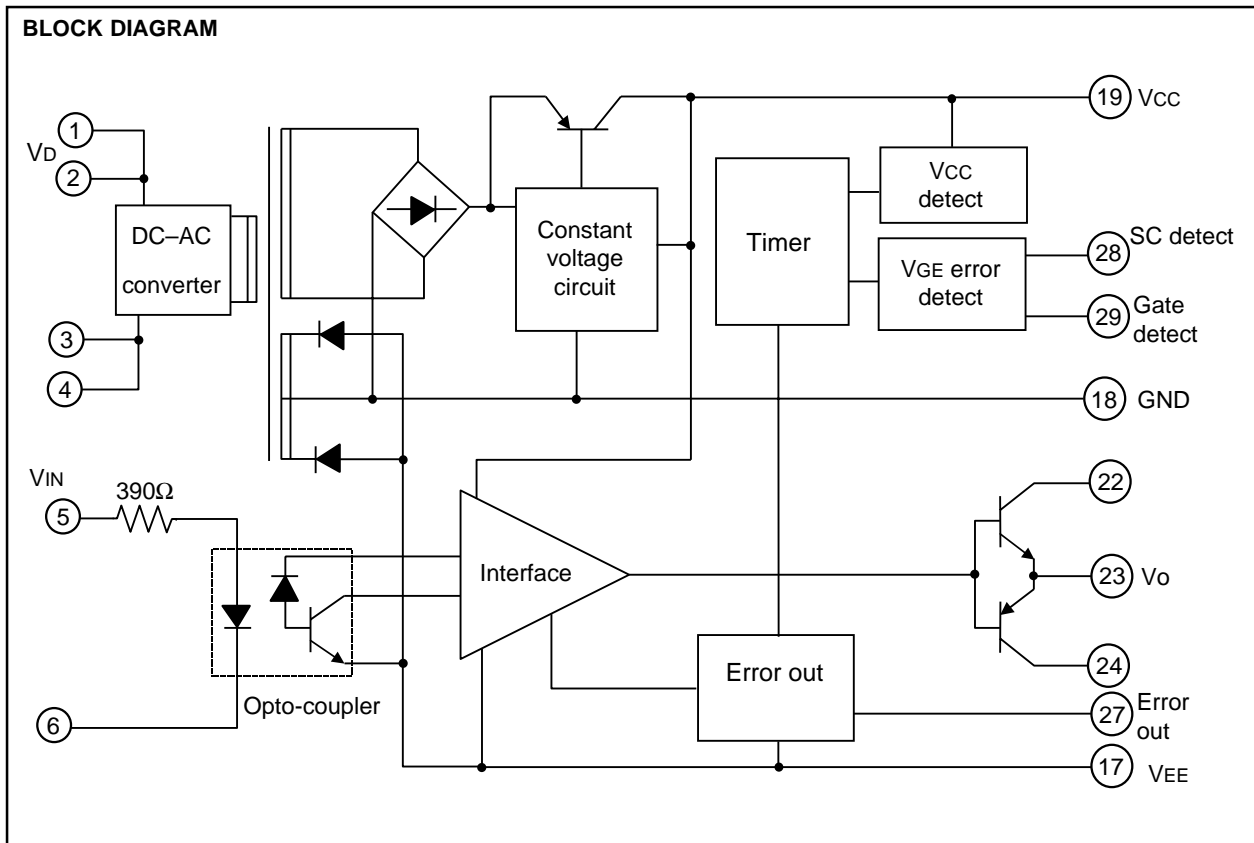 BLOCK DIAGRAM
1
VD
2
DC–AC
converter
3
4
Constant
voltage
circuit
Timer
VCC
detect
VGE error
detect
19 VCC
28 SC detect
29 Gate
detect
18 GND
VIN
5
390Ω
6
Opto-coupler
Interface
Error out
22
23 Vo
24
27 Error
out
17 VEE